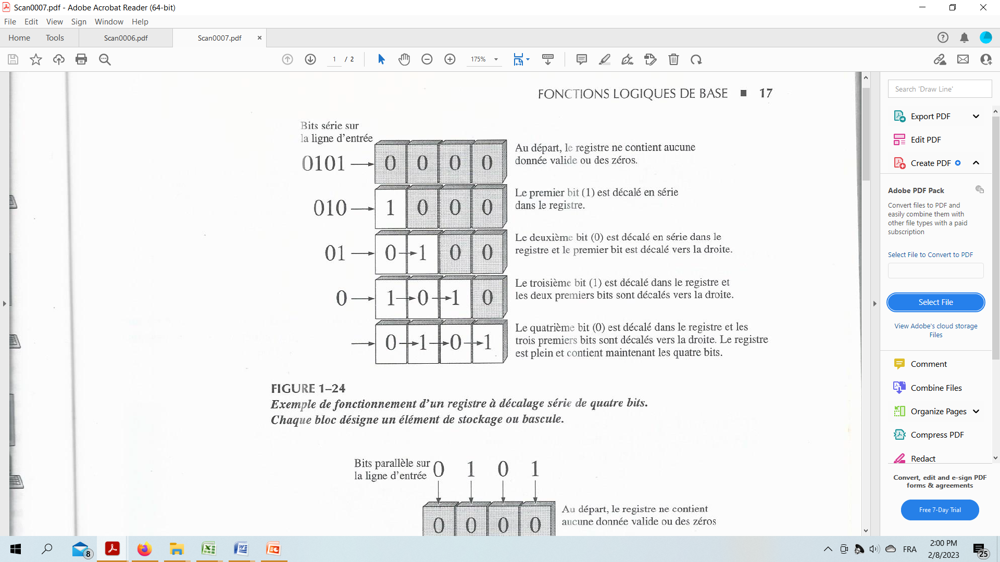 Scan0007.pdf - Adobe Acrobat Reader (64-bit)
File Edit View Sign Window Help
Home Tools Scan0006.pdf Scan0007.pdf ×
1 / 2 175%
FONCTIONS LOGIQUES DE BASE ■ 17
Bits série sur
la ligne d'entrée
0101 0 0 0 0
Au départ, le registre ne contient aucune
donnée valide ou des zéros.
010 1 0 0 0
Le premier bit (1) est décalé en série
dans le registre.
01 0 1 0 0
Le deuxième bit (0) est décalé en série dans le
registre et le premier bit est décalé vers la droite.
0 1 0 1 0
Le troisième bit (1) est décalé dans le registre et
les deux premiers bits sont décalés vers la droite.
0 1 0 1
Le quatrième bit (0) est décalé dans le registre et les
trois premiers bits sont décalés vers la droite. Le registre
est plein et contient maintenant les quatre bits.
FIGURE 1–24
Exemple de fonctionnement d'un registre à décalage série de quatre bits.
Chaque bloc désigne un élément de stockage ou bascule.
Bits parallèle sur
la ligne d'entrée
0 1 0 1
0 0 0 0
Au départ, le registre ne contient
aucune donnée valide ou des zéros
Search 'Draw Line'
Export PDF
Edit PDF
Create PDF
Adobe PDF Pack
Convert files to PDF and
easily combine them with
other file types with a paid
subscription
Select File to Convert to PDF
Select File
View Adobe's cloud storage
Files
Comment
Combine Files
Organize Pages
Compress PDF
Redact
Convert, edit and e-sign PDF
forms & agreements
Free 7-Day Trial
8
FRA
2:00 PM
2/8/2023
25